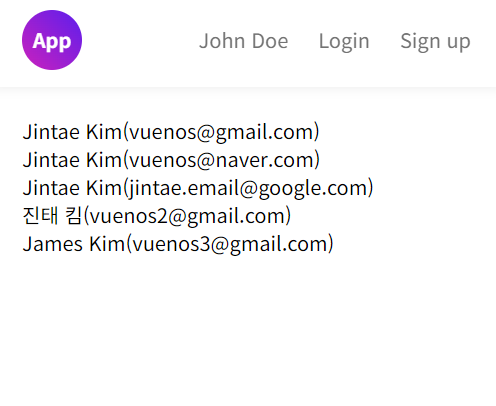 App John Doe Login Sign up
Jintae Kim(vuenos@gmail.com)
Jintae Kim(vuenos@naver.com)
Jintae Kim(jintae.email@google.com)
진태 킴(vuenos2@gmail.com)
James Kim(vuenos3@gmail.com)